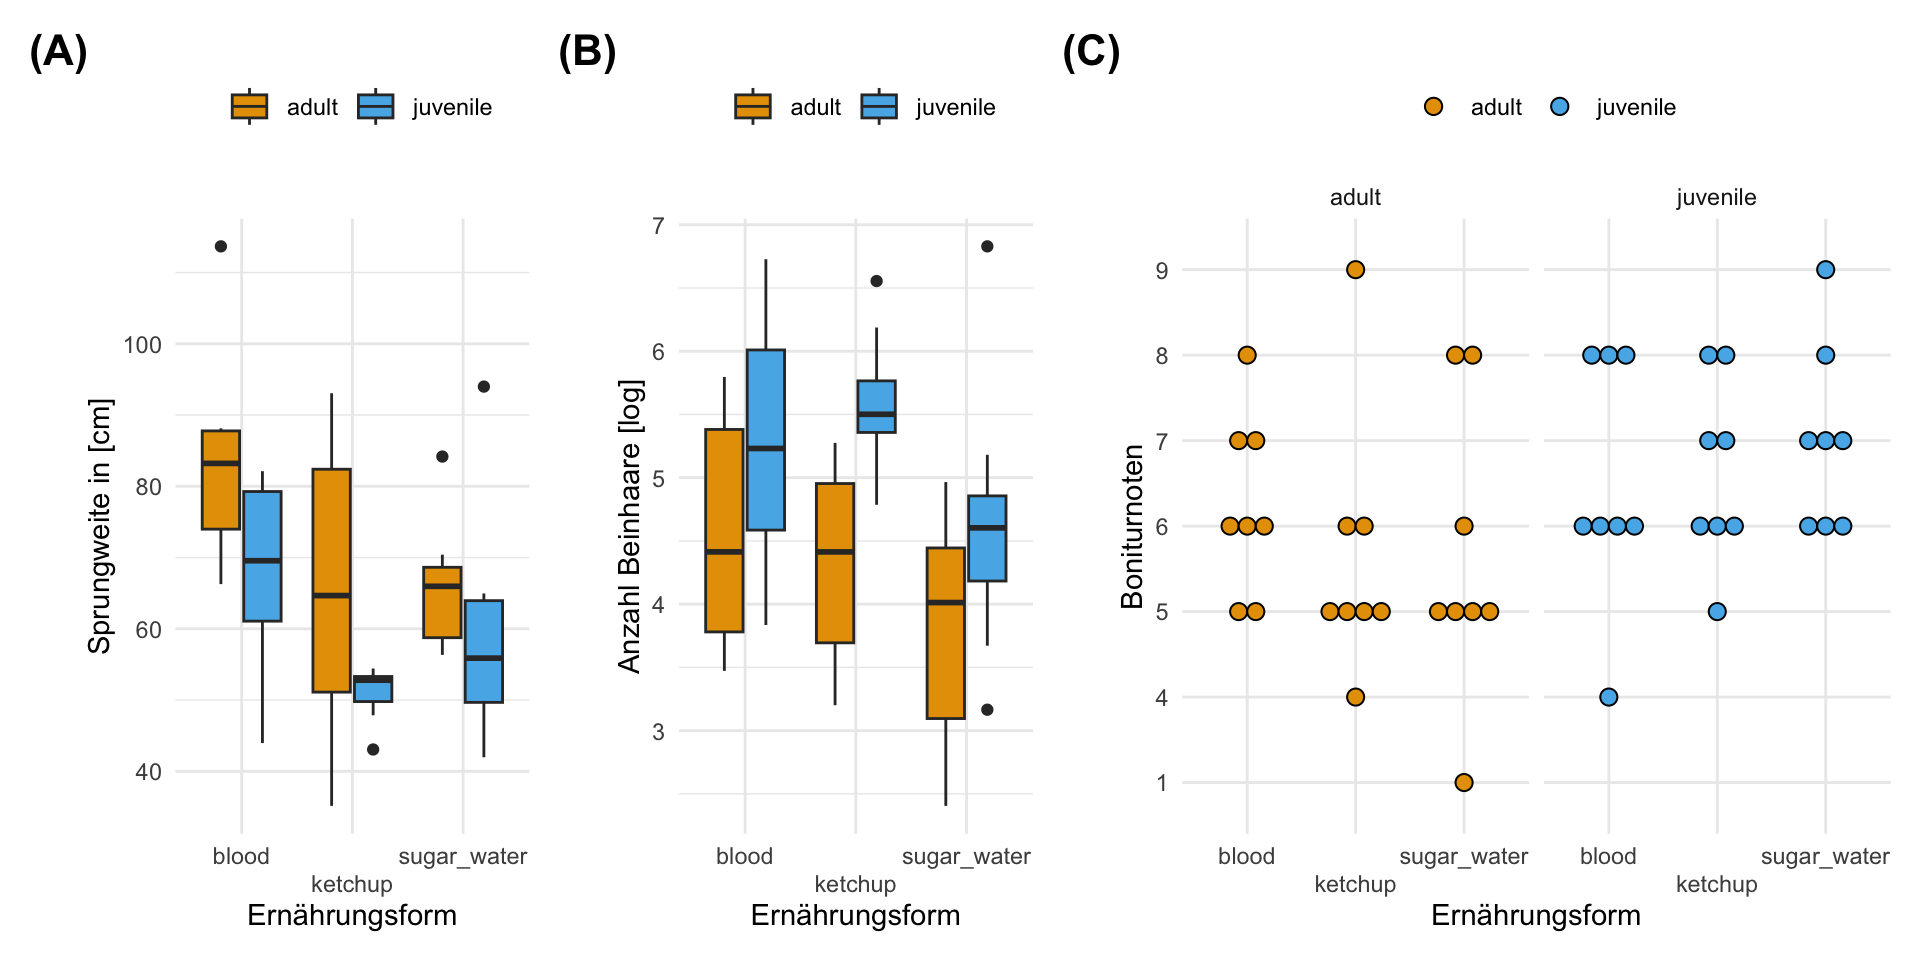 (A)
adult juvenile
Sprungweite in [cm]
100
80
60
40
blood sugar_water
ketchup
Ernährungsform
(B)
adult juvenile
Anzahl Beinhaare [log]
7
6
5
4
3
blood sugar_water
ketchup
Ernährungsform
(C)
adult juvenile
adult juvenile
Boniturnoten
9
8
7
6
5
4
1
blood sugar_water blood sugar_water
ketchup ketchup
Ernährungsform